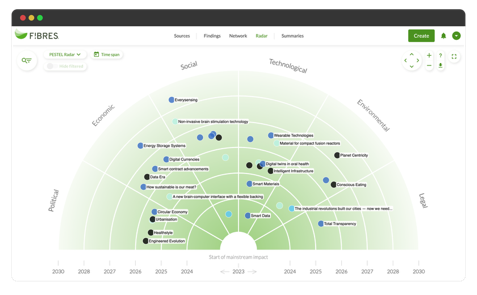 F!BRES.
Sources
Findings
Network
Radar
Summaries
Create
PESTEL Radar
Time span
Social
Technological
Economic
Environmental
Political
Legal
Everysensing
Non-invasive brain stimulation technology
Wearable Technologies
Material for compact fusion reactors
Energy Storage Systems
Planet Centricity
Digital Currencies
Digital twins in oral health
Smart contract advancements
Intelligent Infrastructure
Data Era
Smart Materials
Conscious Eating
How sustainable is our meat?
A new brain-computer interface with a flexible backing
The industrial revolutions built our cities — now we need...
Circular Economy
Smart Data
Urbanisation
Total Transparency
Healthstyle
Engineered Evolution
Start of mainstream impact
2030 2028 2027 2026 2025 2024 2023 2024 2025 2026 2027 2028 2030